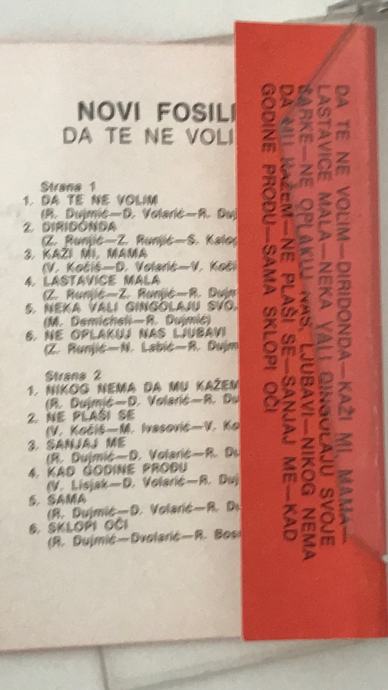 NOVI FOSILI
DA TE NE VOLI
Strana 1
1. DA TE NE VOLIM
(R. Dujmić—D. Volarić—R. Duj
2. DIRIDONDA
(Z. Runjić—Z. Runjić—S. Kalog
3. KAŽI MI, MAMA
(V. Kočiš—D. Volarić—V. Koči
4. LASTAVICE MALA
(Z. Runjić—Z. Runjić—R. Dujm
5. NEKA VALI GINGOLAJU SVO
(M. Demicheli—R. Dujmić)
6. NE OPLAKUJ NAS LJUBAVI
(Z. Runjić—N. Labić—R. Dujm
Strana 2
1. NIKOG NEMA DA MU KAŽEM
(R. Dujmić—D. Volarić—R. Du
2. NE PLAŠI SE
(V. Kočiš—M. Ivasović—V. Ko
3. SANJAJ ME
(R. Dujmić—D. Volarić—R. Du
4. KAD GODINE PROĐU
(V. Lisjak—D. Volarić—R. Duj
5. SAMA
(R. Dujmić—D. Volarić—R. Du
6. SKLOPI OČI
(R. Dujmić—Dvolarić—R. Bos
DA TE NE VOLIM—DIRIDONDA—KAŽI MI, MAMA—
LASTAVICE MALA—NEKA VALI GINGOLAJU SVOJE
BARKE—NE OPLAKUJ NAS, LJUBAVI—NIKOG NEMA
DA MU KAŽEM—NE PLAŠI SE—SANJAJ ME—KAD
GODINE PROĐU—SAMA SKLOPI OČI